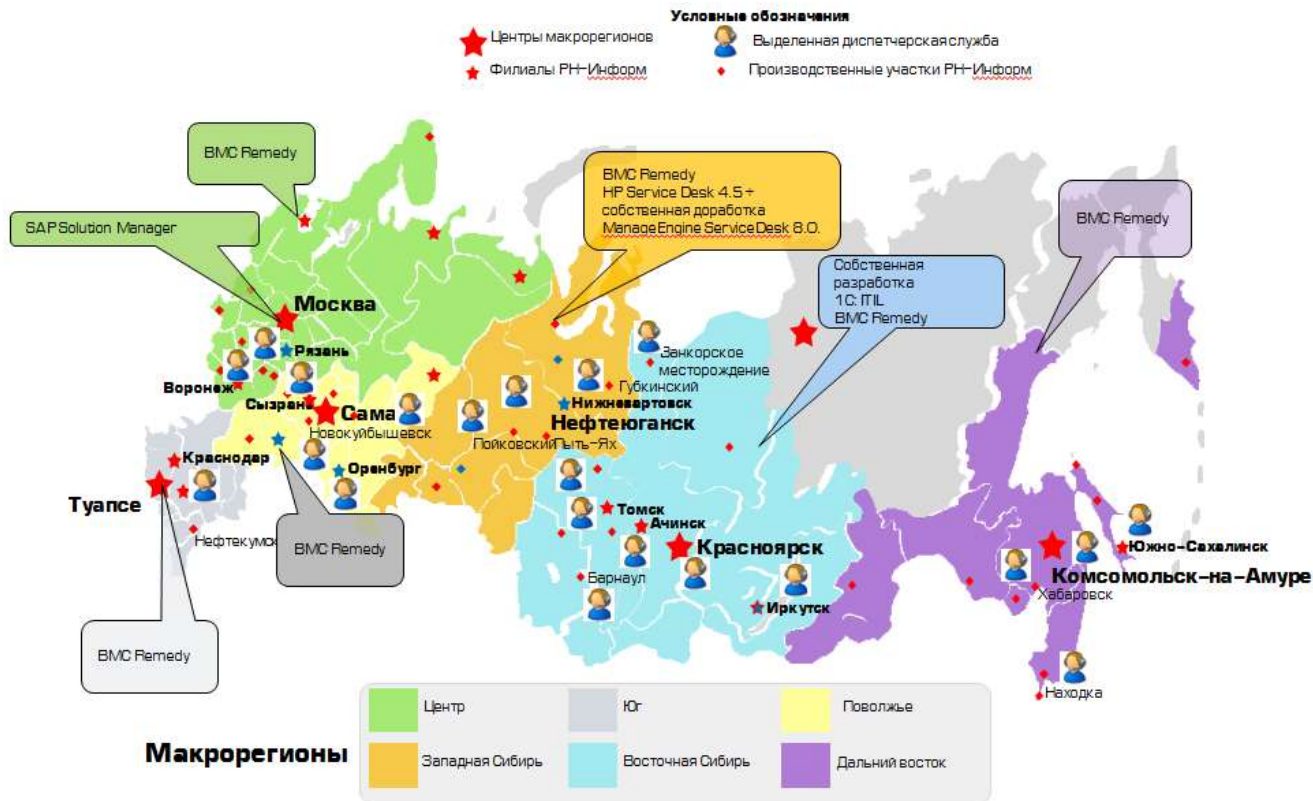 Условные обозначения
Центры макрорегионов
Выделенная диспетчерская служба
Филиалы РН-Информ
Производственные участки РН-Информ
BMC Remedy
SAP Solution Manager
BMC Remedy
HP Service Desk 4.5+
собственная доработка
ManageEngine ServiceDesk 8.0.
BMC Remedy
Собственная
разработка
1С: ITIL
BMC Remedy
Москва
Рязань
Воронеж
Сызрань
Сама
Новокуйбышевск
Оренбург
Краснодар
Туапсе
Нефтекумск
BMC Remedy
BMC Remedy
Занкорское
месторождение
Губкинский
Нижневартовск
Нефтеюганск
Пойковский
Пыть-Ях
Томск
Ачинск
Красноярск
Барнаул
Иркутск
Южно-Сахалинск
Комсомольск-на-Амуре
Хабаровск
Находка
Макрорегионы
Центр
Юг
Поволжье
Западная Сибирь
Восточная Сибирь
Дальний восток